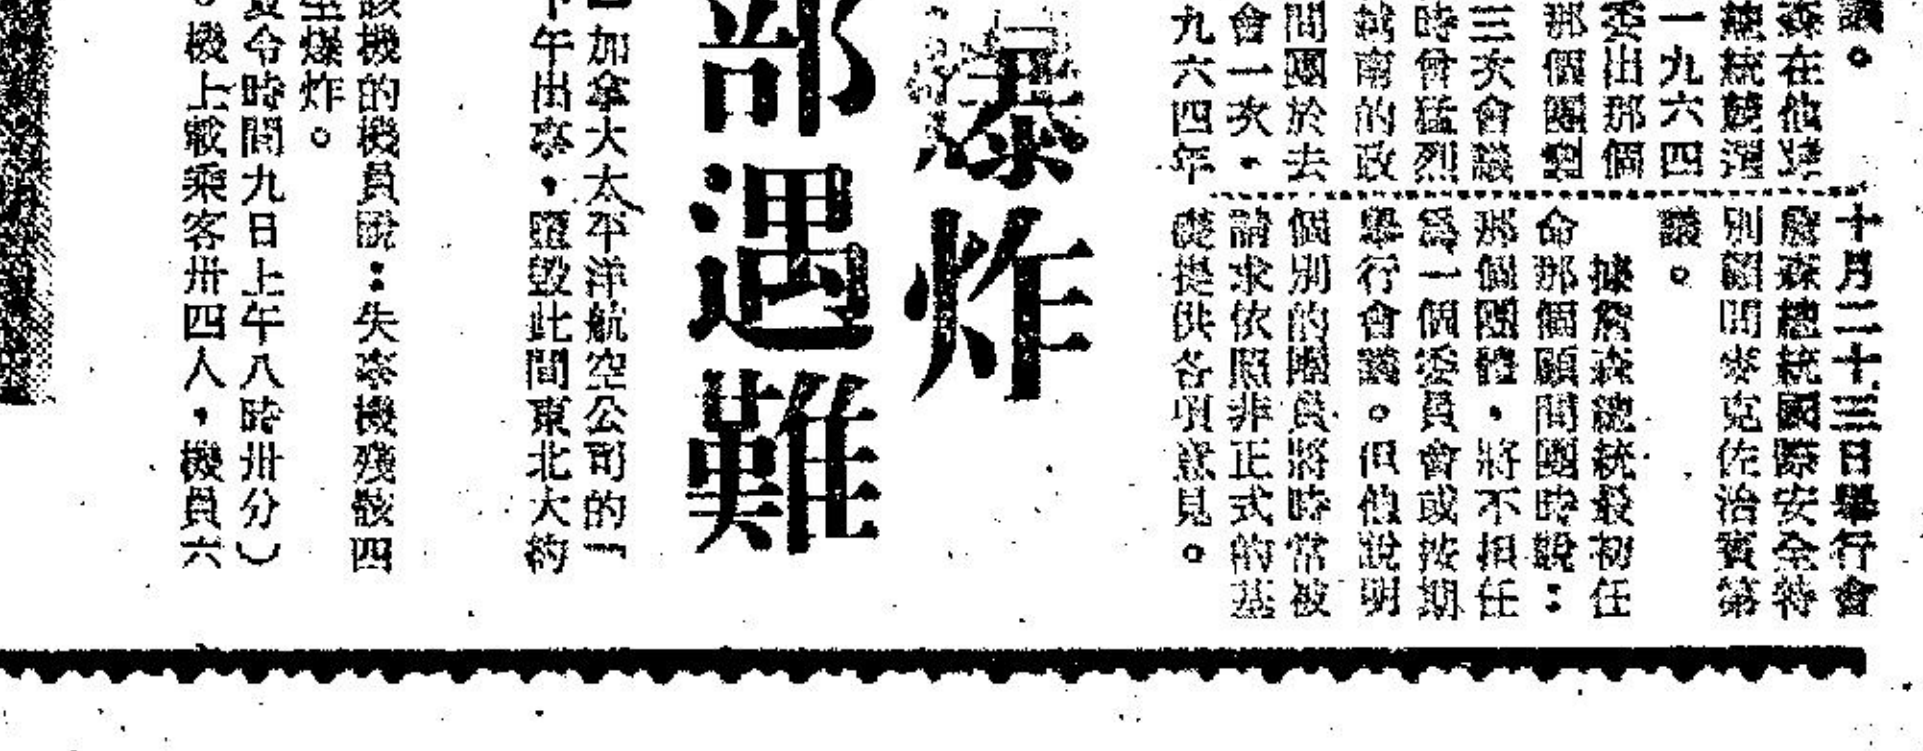 議。
森在他
總統競選
一九六四
委出那個
那個團體
三次會議
時曾猛烈
越南的政
問團於去
會一次，
九六四年
十月二十三日舉行會
詹森總統國際安全特
別顧問麥克佐治賓第
議。
據詹森總統最初任
命那個顧問團時說：
那個團體，將不担任
爲一個委員會或按期
舉行會議。但他說明
個別的團員將時常被
請求依照非正式的基
礎提供各項意見。
爆炸
部遇難
加拿大太平洋航空公司的一
午出事，墮毀此間東北大約
該機的機員說：失事機殘骸四
空爆炸。
夏令時間九日上午八時卅分）
。機上載乘客卅四人，機員六